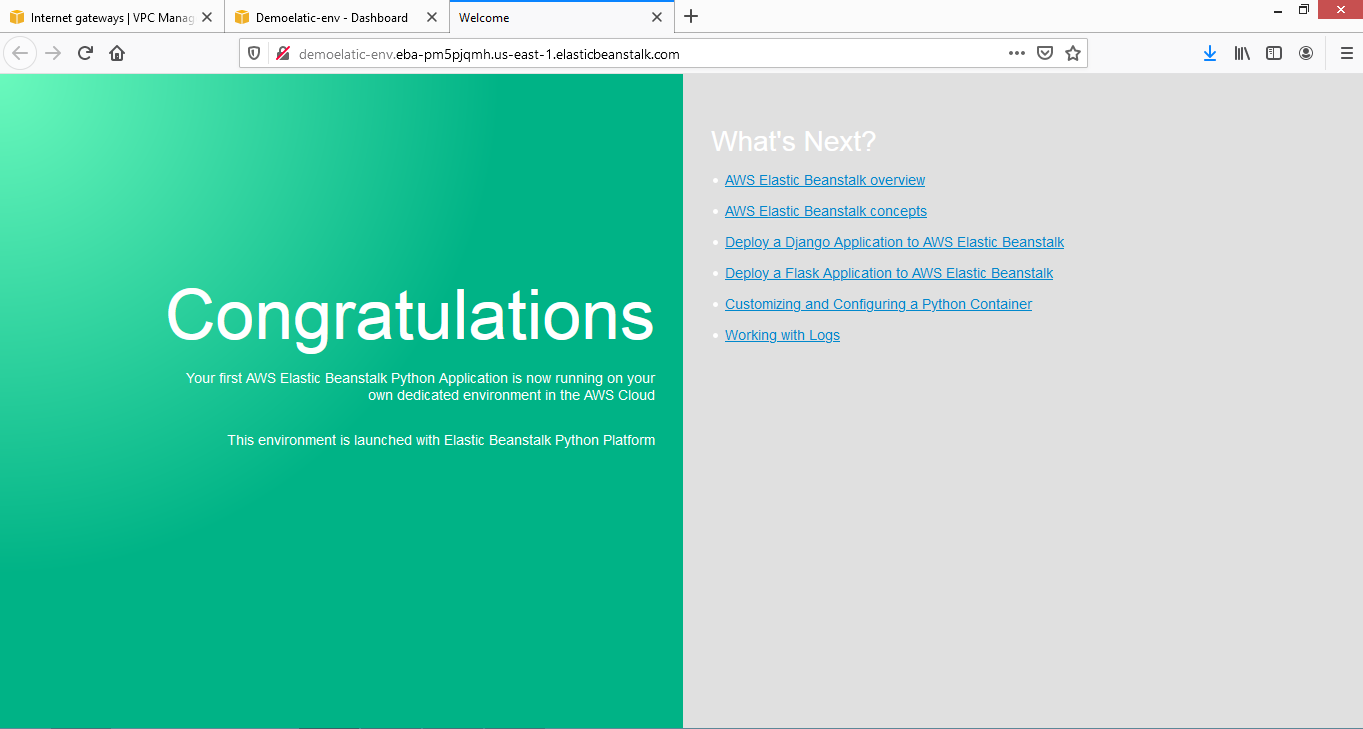 Internet gateways | VPC Manag
Demoelatic-env - Dashboard
Welcome
demoelatic-env.eba-pm5pjqmh.us-east-1.elasticbeanstalk.com
Congratulations
Your first AWS Elastic Beanstalk Python Application is now running on your
own dedicated environment in the AWS Cloud
This environment is launched with Elastic Beanstalk Python Platform
What's Next?
AWS Elastic Beanstalk overview
AWS Elastic Beanstalk concepts
Deploy a Django Application to AWS Elastic Beanstalk
Deploy a Flask Application to AWS Elastic Beanstalk
Customizing and Configuring a Python Container
Working with Logs